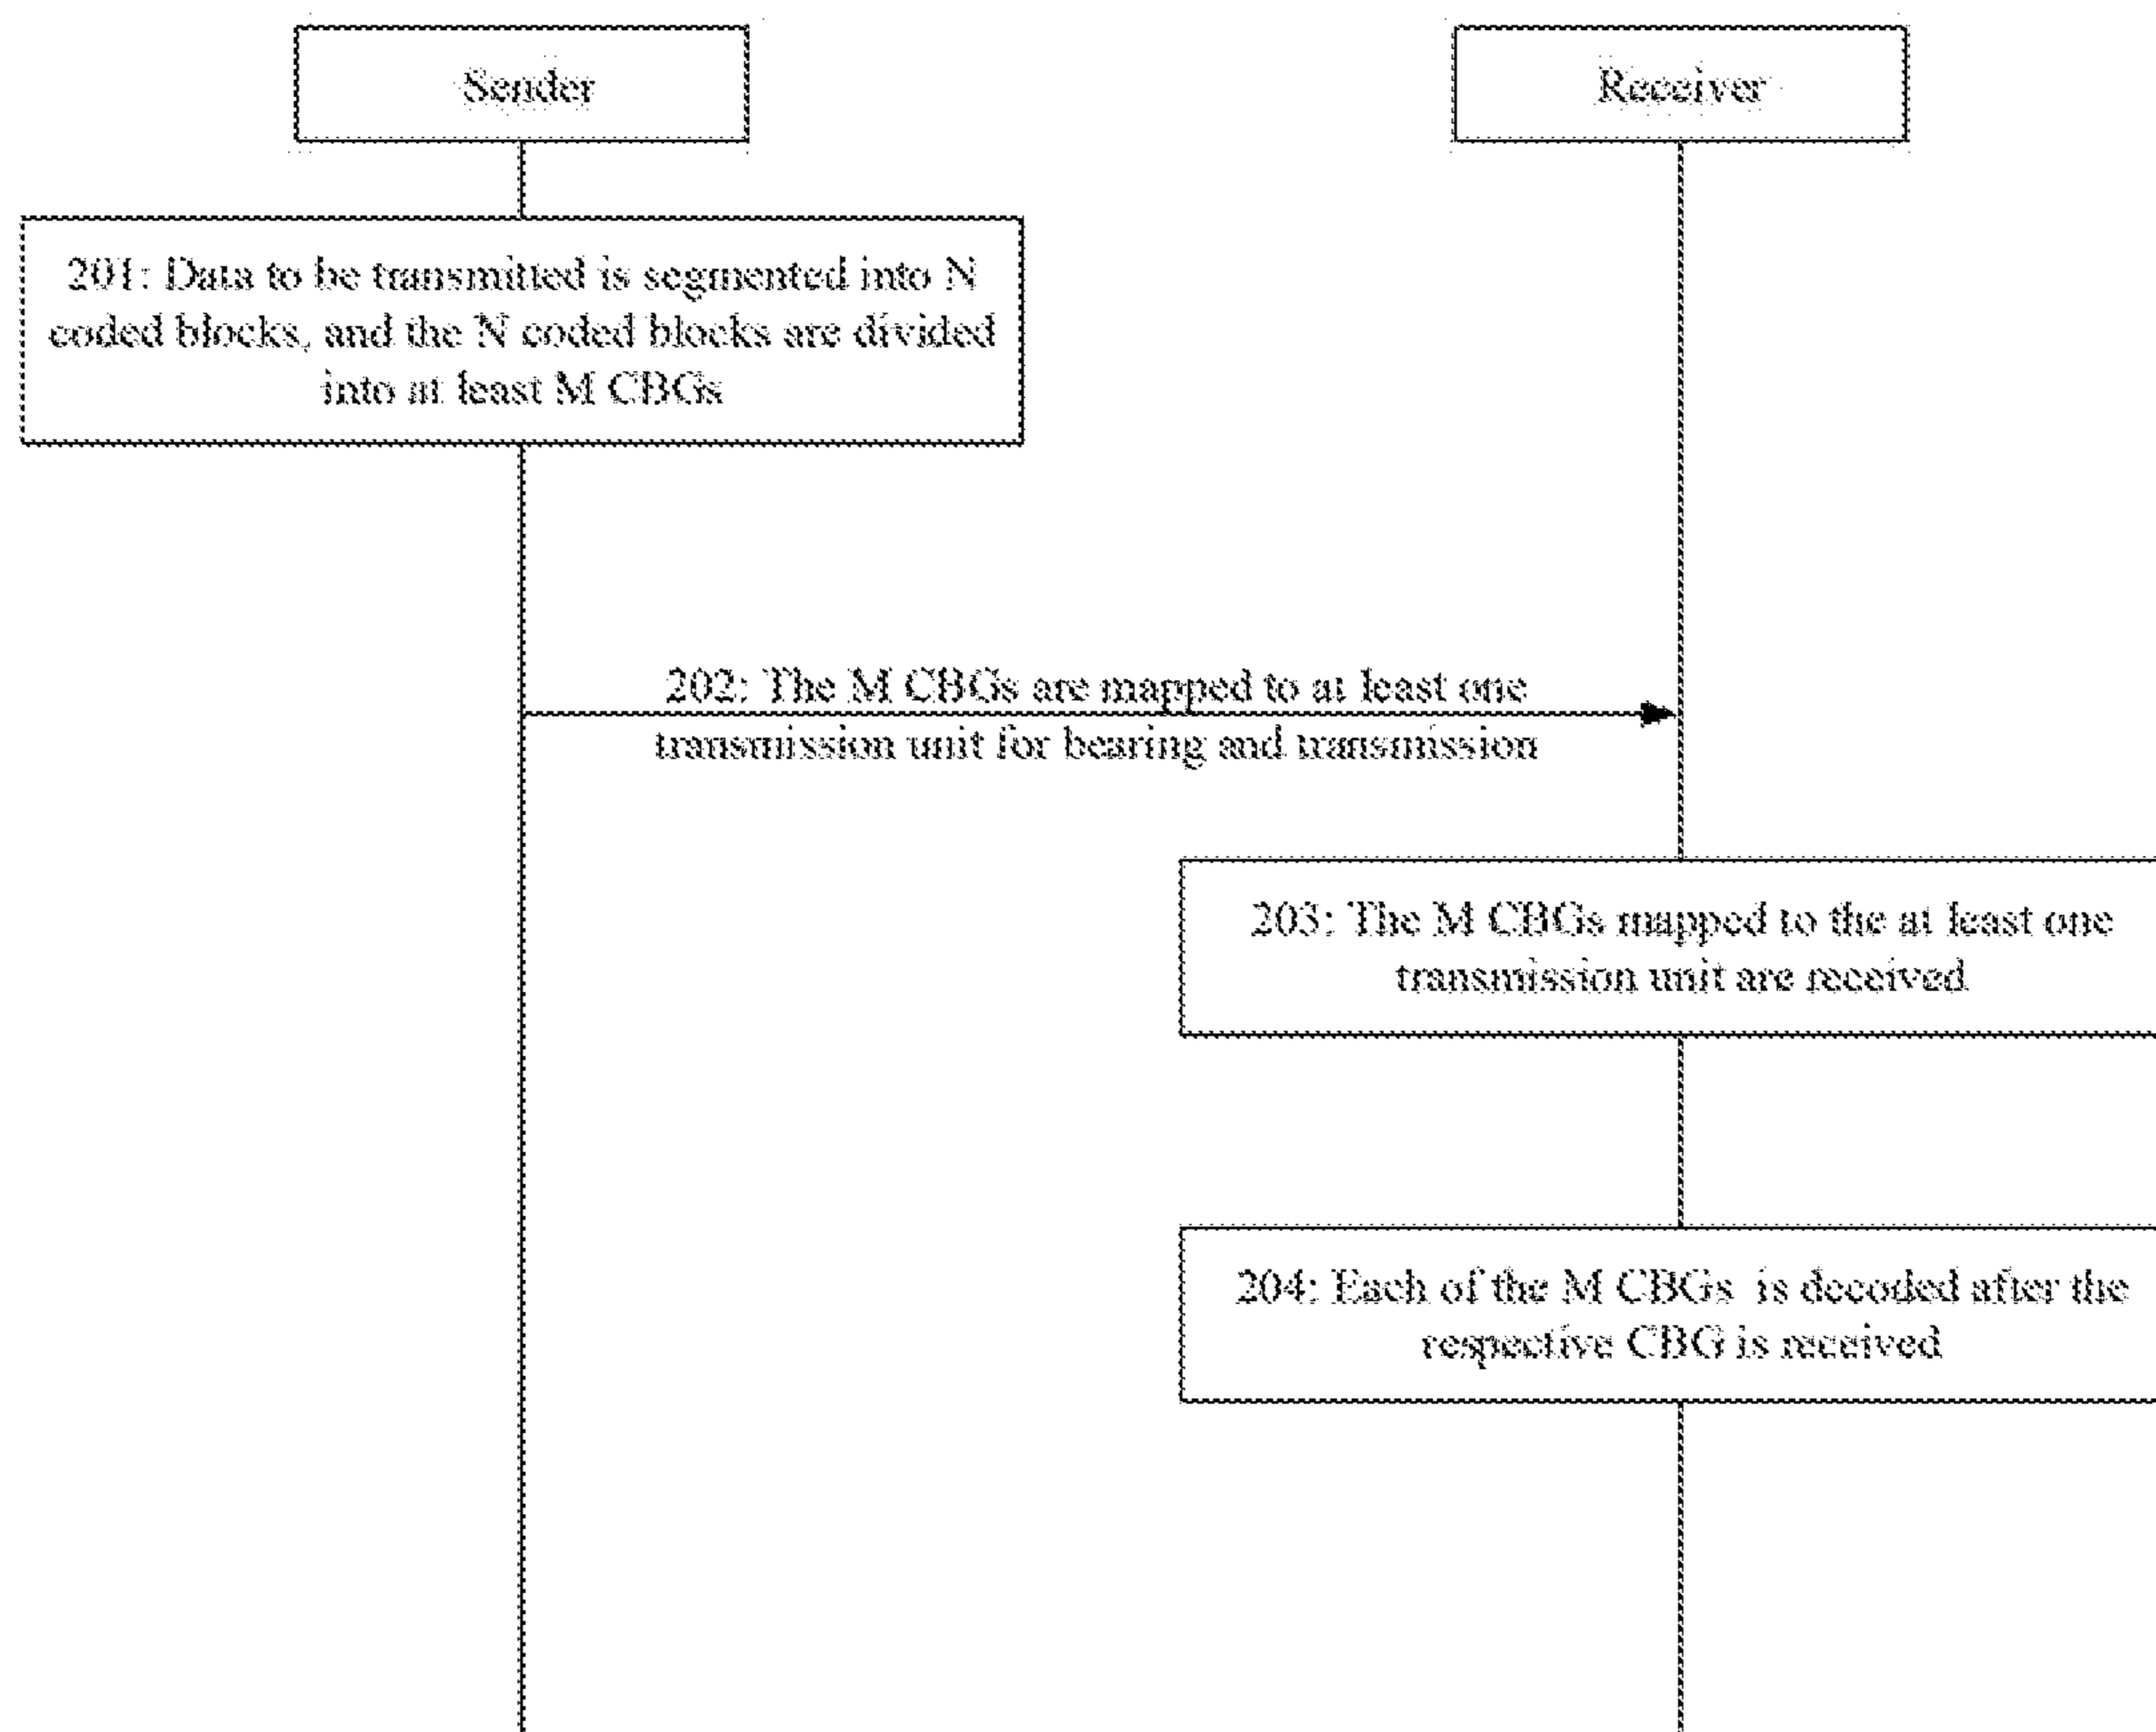 Sender
Receiver
201: Data to be transmitted is segmented into N
coded blocks, and the N coded blocks are divided
into at least M CBGs
202: The M CBGs are mapped to at least one
transmission unit for bearing and transmission
203: The M CBGs mapped to the at least one
transmission unit are received
204: Each of the M CBGs is decoded after the
respective CBG is received